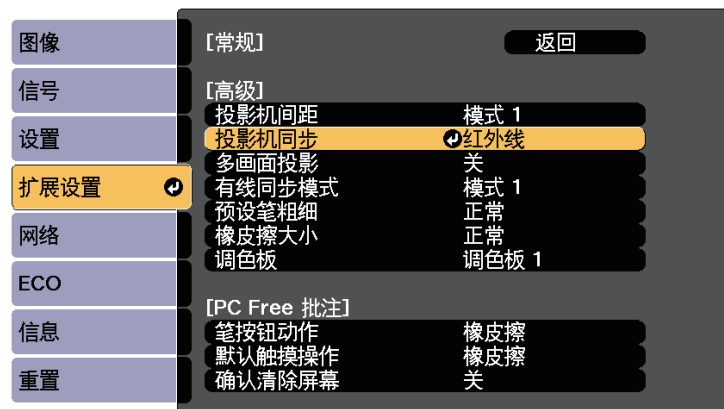 图像
信号
设置
扩展设置
网络
ECO
信息
重置
[常规] 返回
[高级]
投影机间距 模式 1
投影机同步 红外线
多画面投影 关
有线同步模式 模式 1
预设笔粗细 正常
橡皮擦大小 正常
调色板 调色板 1
[PC Free 批注]
笔按钮动作 橡皮擦
默认触摸操作 橡皮擦
确认清除屏幕 关